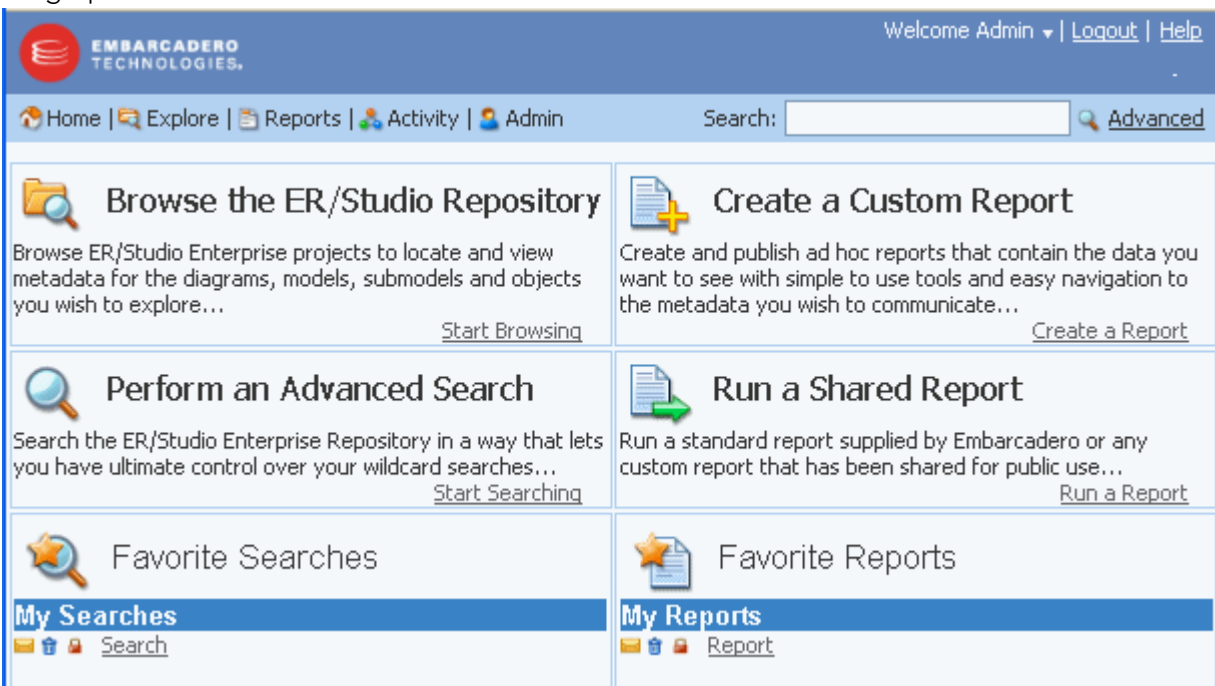 EMBARCADERO
TECHNOLOGIES.
Welcome Admin | Logout | Help
Home | Explore | Reports | Activity | Admin
Search:
Advanced
Browse the ER/Studio Repository
Browse ER/Studio Enterprise projects to locate and view
metadata for the diagrams, models, submodels and objects
you wish to explore...
Start Browsing
Create a Custom Report
Create and publish ad hoc reports that contain the data you
want to see with simple to use tools and easy navigation to
the metadata you wish to communicate...
Create a Report
Perform an Advanced Search
Search the ER/Studio Enterprise Repository in a way that lets
you have ultimate control over your wildcard searches...
Start Searching
Run a Shared Report
Run a standard report supplied by Embarcadero or any
custom report that has been shared for public use...
Run a Report
Favorite Searches
My Searches
Search
Favorite Reports
My Reports
Report